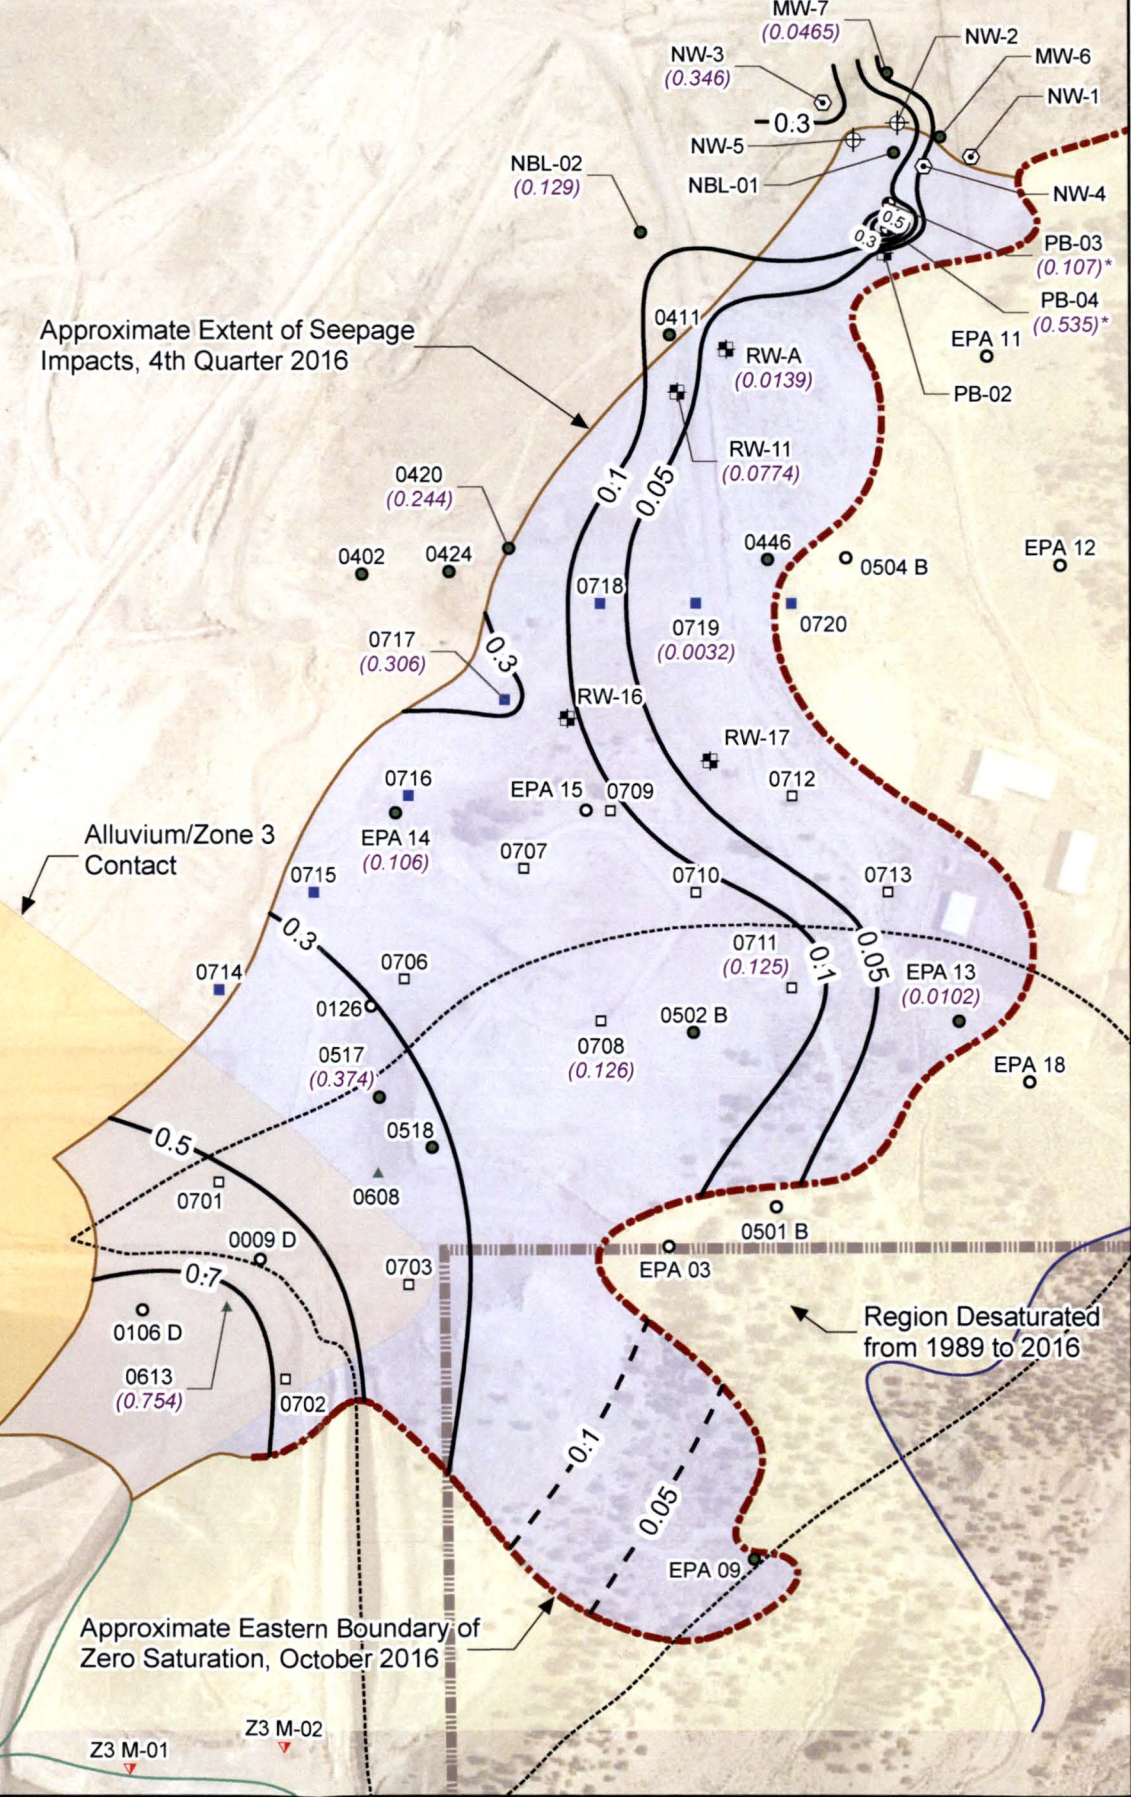 MW-7
(0.0465)
NW-2
NW-3
(0.346)
MW-6
NW-1
0.3
NW-5
NBL-02
(0.129)
NBL-01
NW-4
0.5
0.3
PB-03
(0.107)*
PB-04
(0.535)*
Approximate Extent of Seepage
Impacts, 4th Quarter 2016
0411
RW-A
(0.0139)
EPA 11
PB-02
RW-11
(0.0774)
0420
(0.244)
0.1
0.05
0402
0424
0446
0504 B
EPA 12
0718
0719
(0.0032)
0720
0717
(0.306)
0.3
RW-16
RW-17
0716
EPA 14
(0.106)
EPA 15
0709
0712
Alluvium/Zone 3
Contact
0707
0715
0710
0713
0.3
0714
0706
0126
0711
(0.125)
0.1
0.05
EPA 13
(0.0102)
0517
(0.374)
0708
(0.126)
0502 B
EPA 18
0.5
0518
0701
0608
0009 D
0501 B
0.7
0703
EPA 03
0106 D
Region Desaturated
from 1989 to 2016
0613
(0.754)
0702
0.1
0.05
EPA 09
Approximate Eastern Boundary of
Zero Saturation, October 2016
Z3 M-02
Z3 M-01